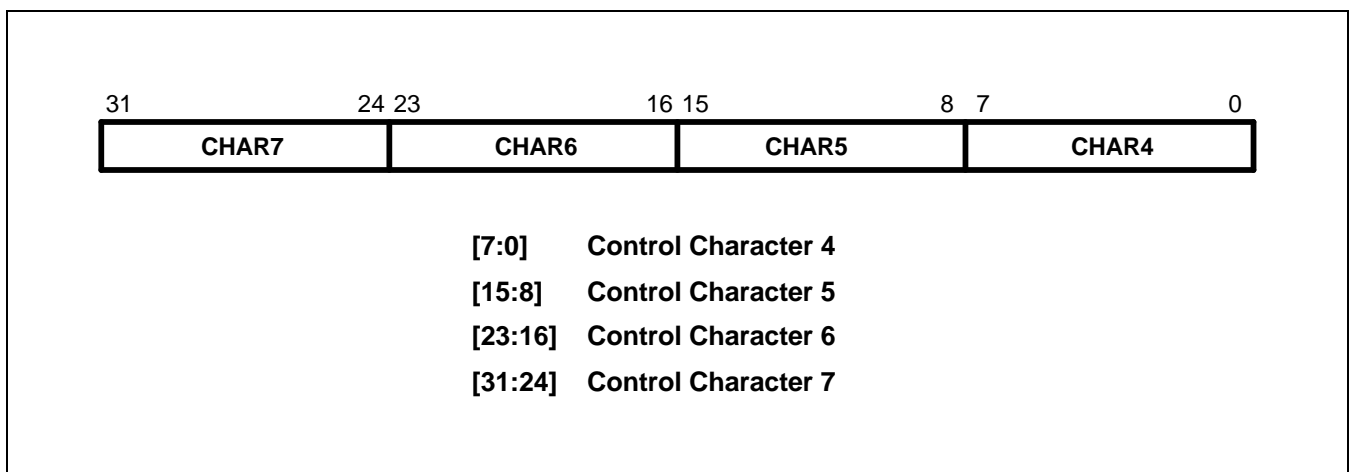 31 24 23 16 15 8 7 0
CHAR7 CHAR6 CHAR5 CHAR4
[7:0] Control Character 4
[15:8] Control Character 5
[23:16] Control Character 6
[31:24] Control Character 7